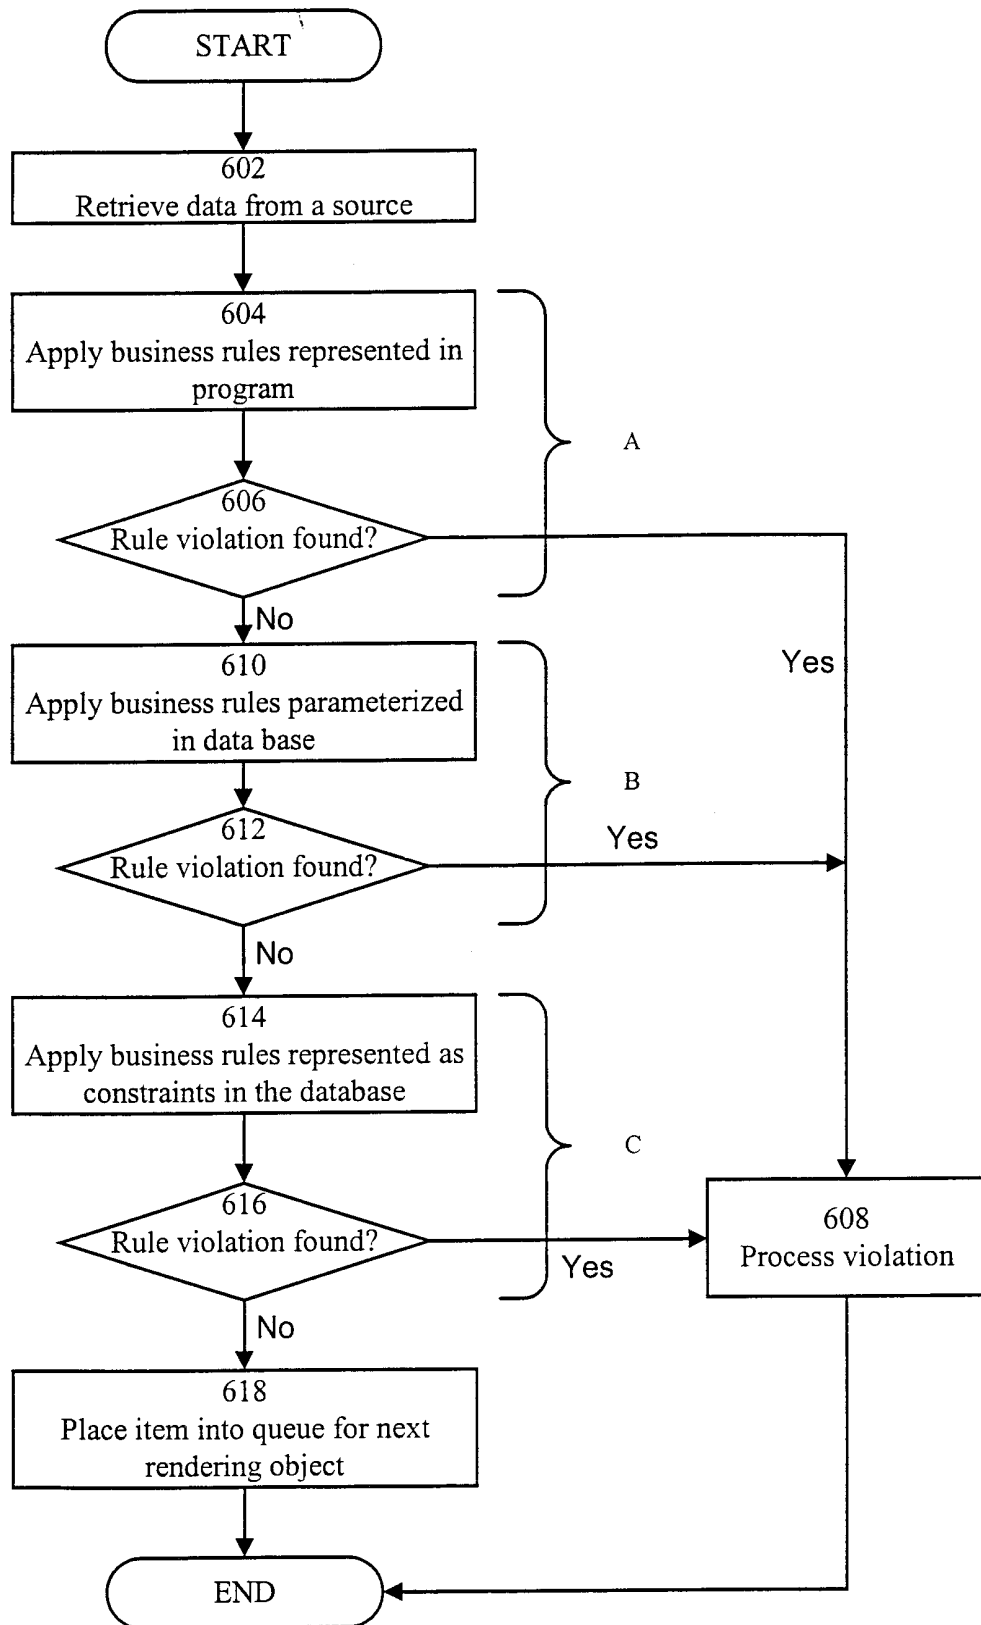 START
602
Retrieve data from a source
604
Apply business rules represented in
program
A
606
Rule violation found?
No
Yes
610
Apply business rules parameterized
in data base
B
612
Rule violation found?
Yes
No
614
Apply business rules represented as
constraints in the database
C
616
Rule violation found?
Yes
608
Process violation
No
618
Place item into queue for next
rendering object
END